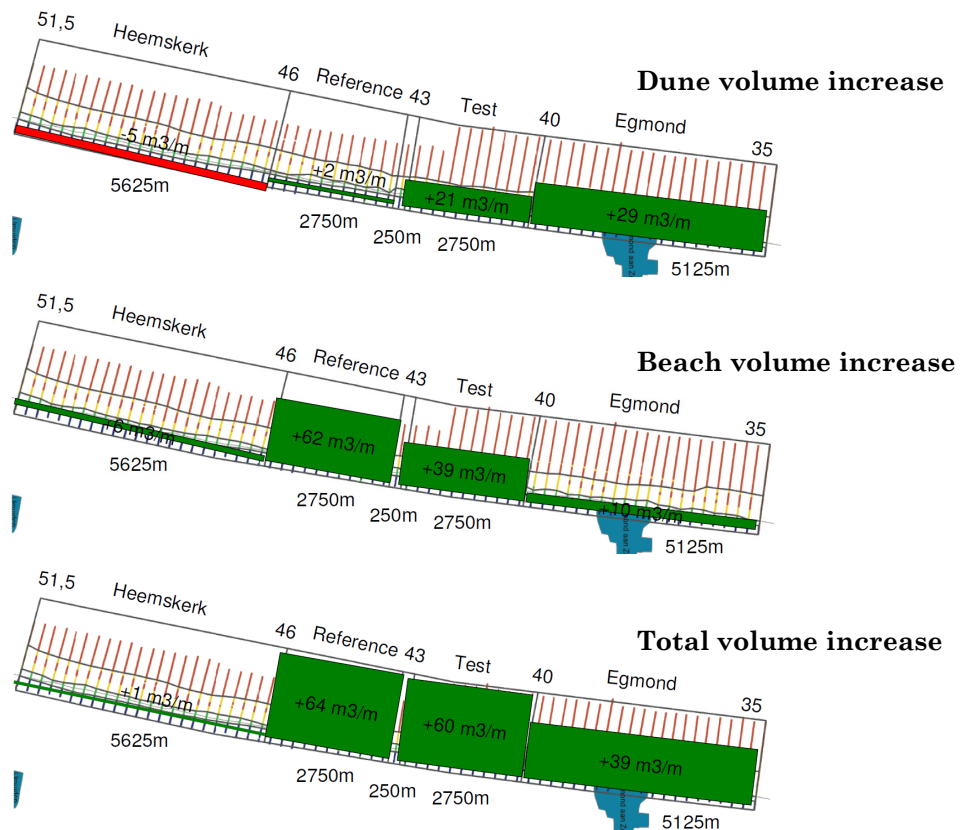 51,5
Heemskerk
46
Reference
43
Test
40
Egmond
35
Dune volume increase
-5 m3/m
+2 m3/m
+21 m3/m
+29 m3/m
5625m
2750m
250m
2750m
5125m
51,5
Heemskerk
46
Reference
43
Test
40
Egmond
35
Beach volume increase
+6 m3/m
+62 m3/m
+39 m3/m
+10 m3/m
5625m
2750m
250m
2750m
5125m
51,5
Heemskerk
46
Reference
43
Test
40
Egmond
35
Total volume increase
+1 m3/m
+64 m3/m
+60 m3/m
+39 m3/m
5625m
2750m
250m
2750m
5125m